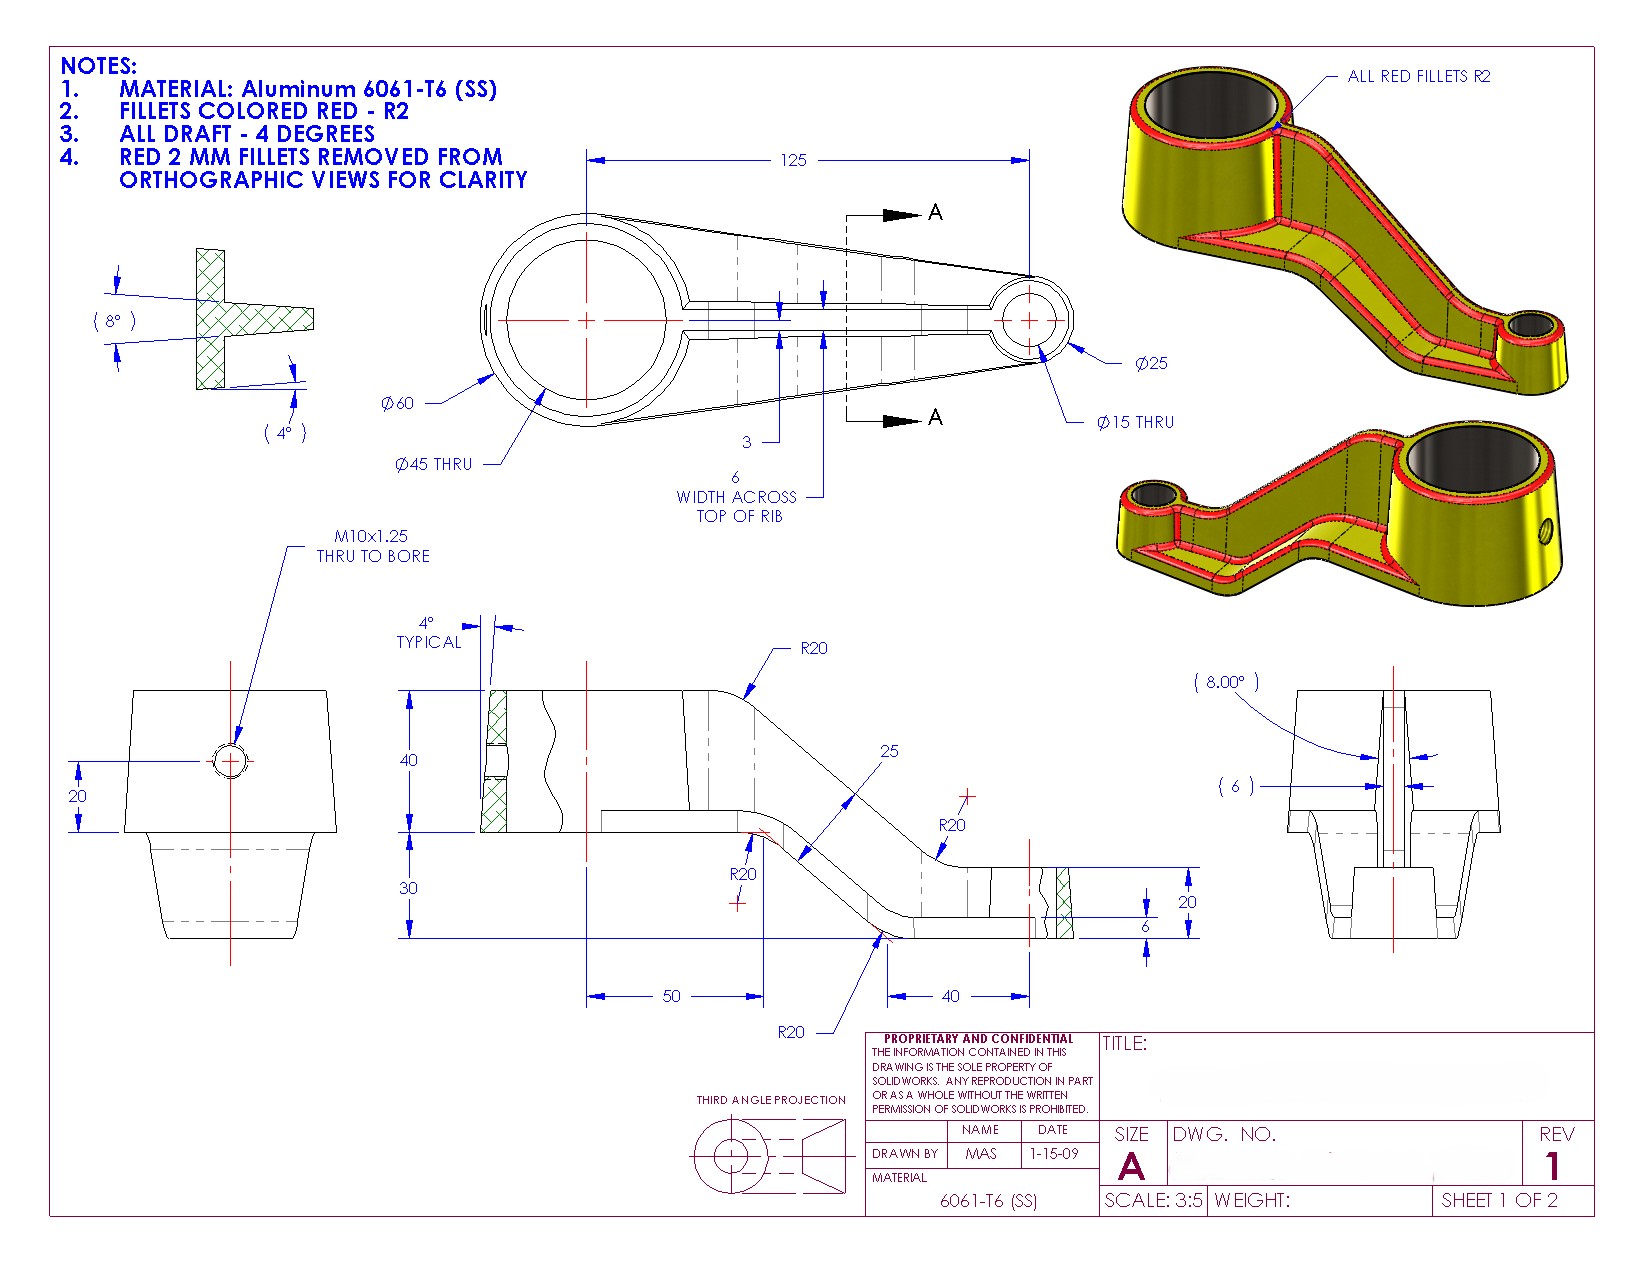 NOTES:
1. MATERIAL: Aluminum 6061-T6 (SS)
2. FILLETS COLORED RED - R2
3. ALL DRAFT - 4 DEGREES
4. RED 2 MM FILLETS REMOVED FROM
ORTHOGRAPHIC VIEWS FOR CLARITY
ALL RED FILLETS R2
125
A
A
( 8° )
( 4° )
Ø60
Ø45 THRU
3
6
WIDTH ACROSS
TOP OF RIB
Ø25
Ø15 THRU
M10x1.25
THRU TO BORE
20
4°
TYPICAL
40
30
R20
25
R20
R20
R20
50
40
6
20
( 8.00° )
( 6 )
THIRD ANGLE PROJECTION
PROPRIETARY AND CONFIDENTIAL
THE INFORMATION CONTAINED IN THIS
DRAWING IS THE SOLE PROPERTY OF
SOLIDWORKS. ANY REPRODUCTION IN PART
OR AS A WHOLE WITHOUT THE WRITTEN
PERMISSION OF SOLIDWORKS IS PROHIBITED.
NAME DATE
DRAWN BY MAS 1-15-09
MATERIAL
6061-T6 (SS)
TITLE:
SIZE DWG. NO. REV
A 1
SCALE: 3:5 WEIGHT: SHEET 1 OF 2